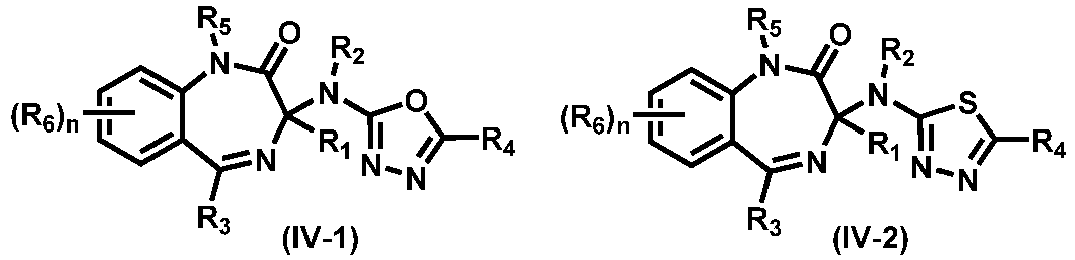 R5 O R2 N N O (R6)n R1 R4 N N N R3 (IV-1)
R5 O R2 N N S (R6)n R1 R4 N N N R3 (IV-2)